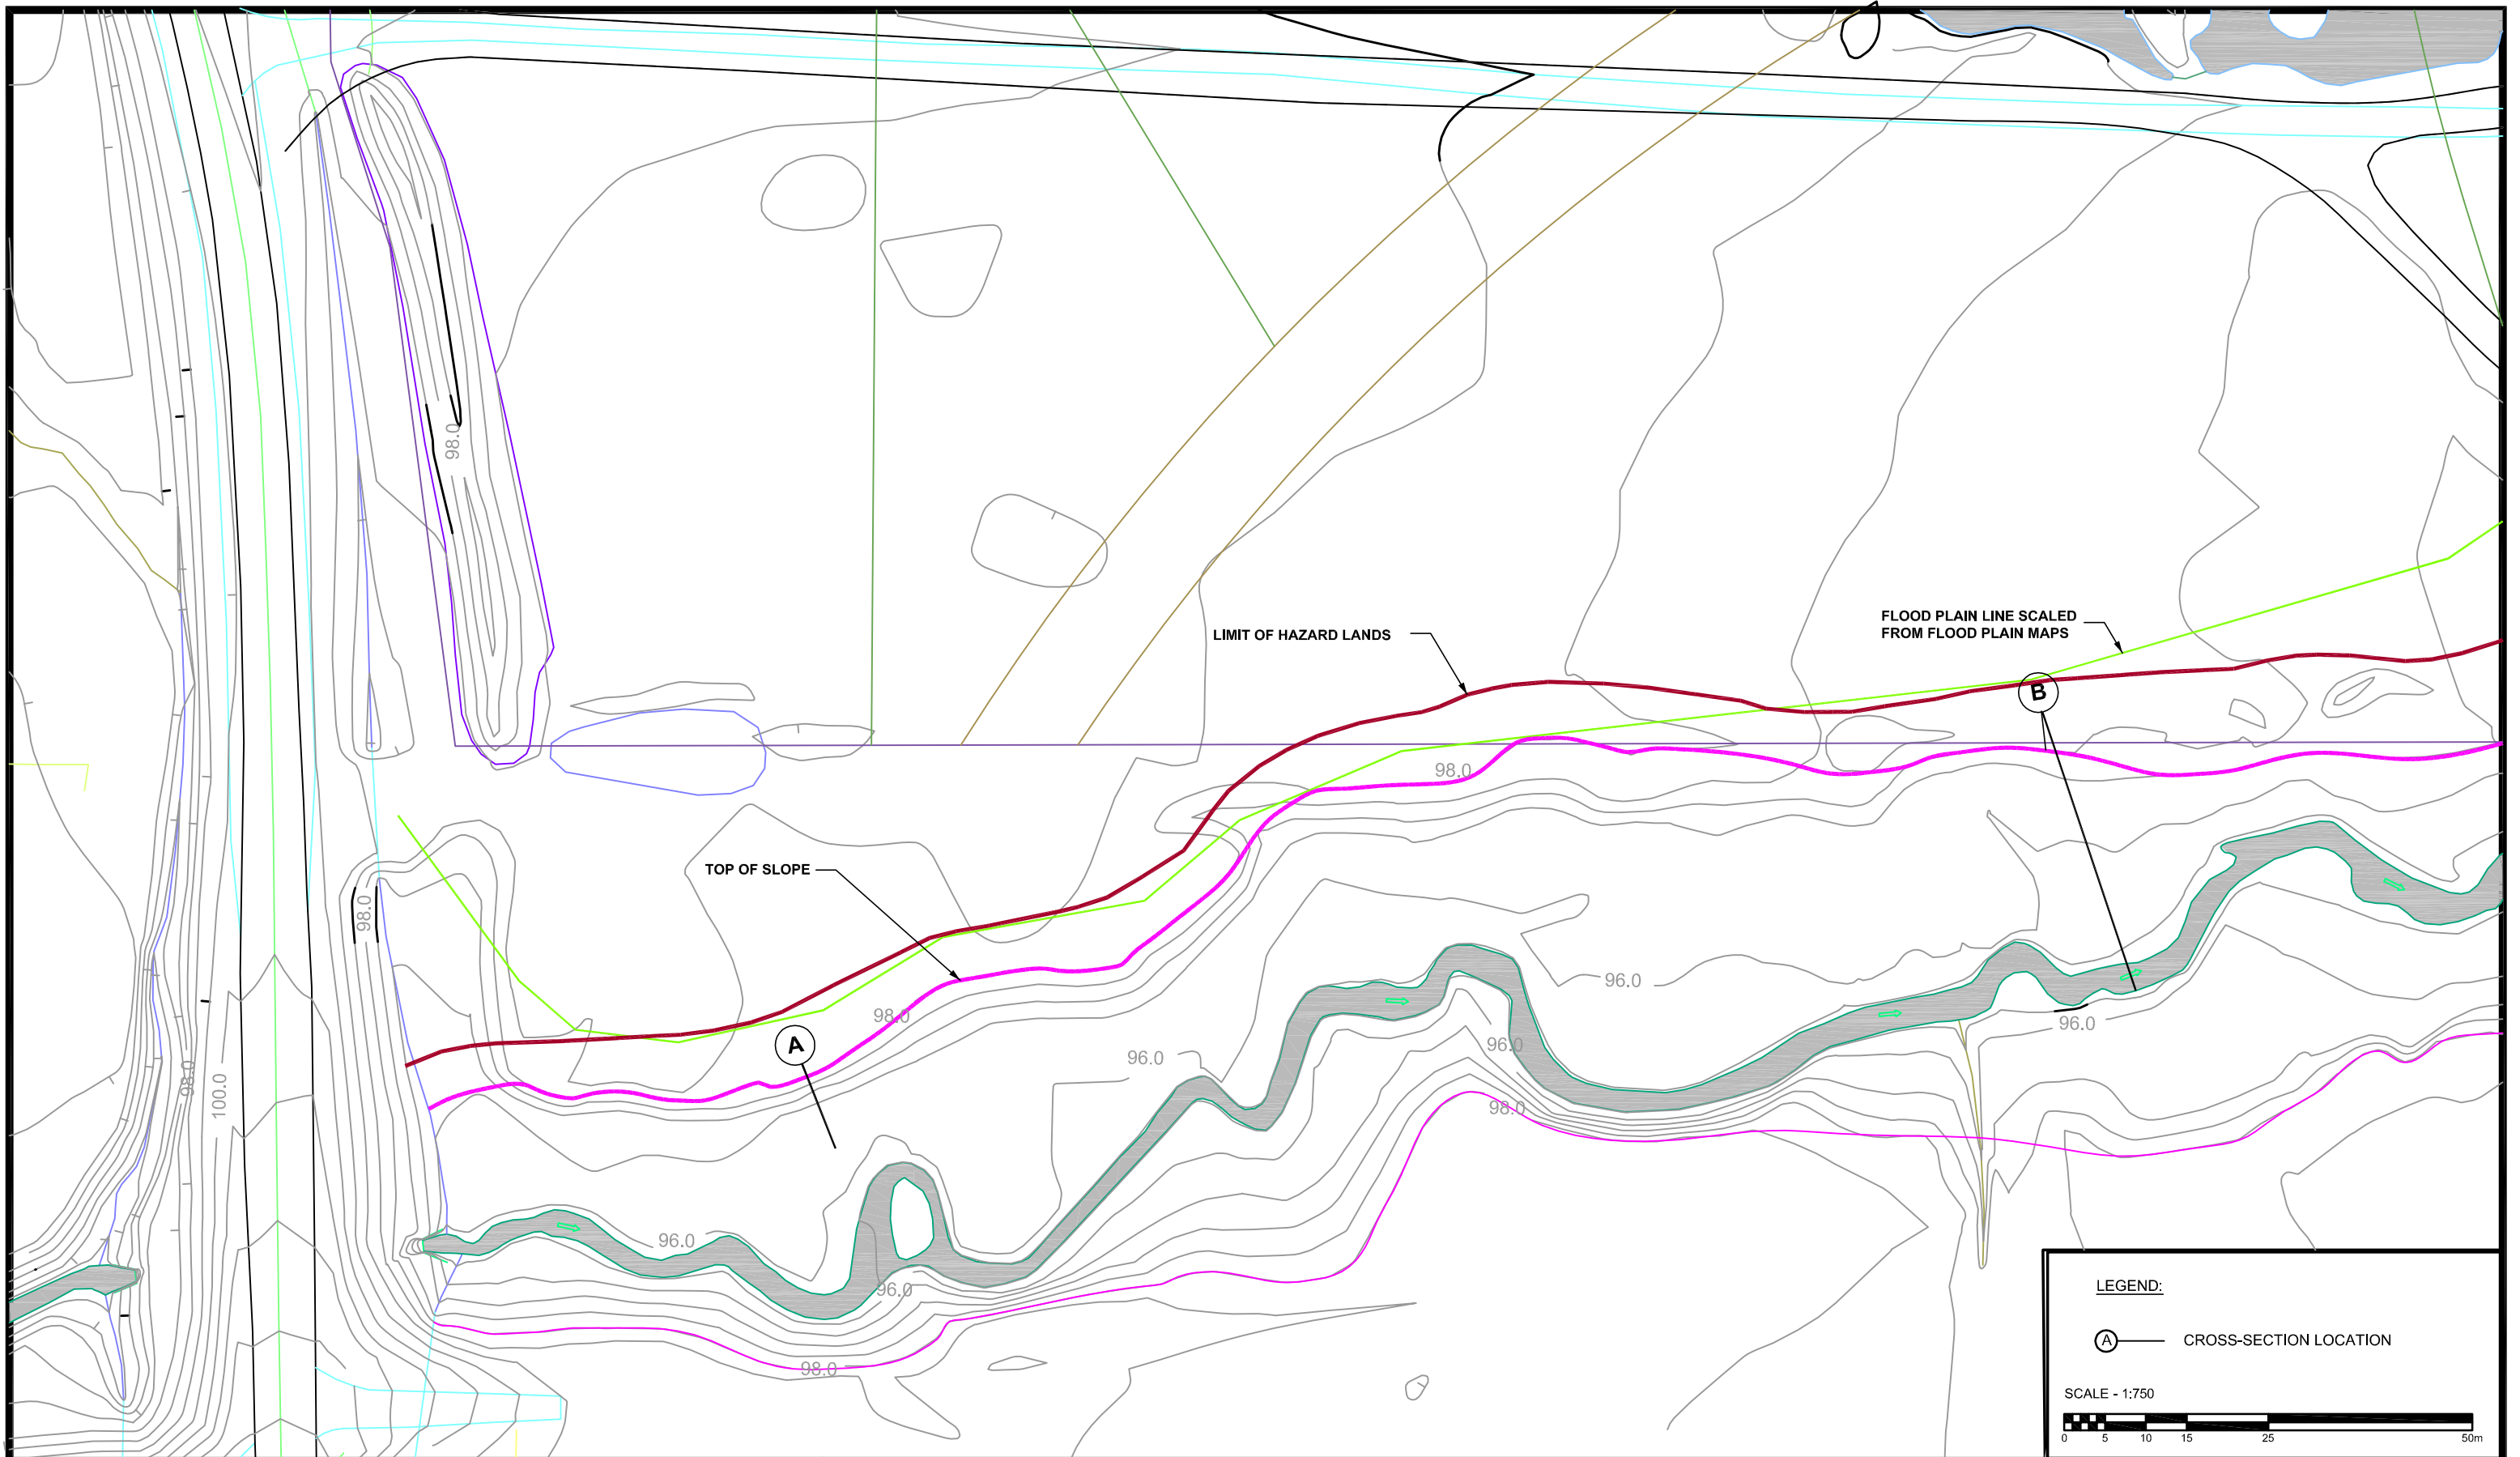 98.0
LIMIT OF HAZARD LANDS
FLOOD PLAIN LINE SCALED
FROM FLOOD PLAIN MAPS
B
98.0
TOP OF SLOPE
98.0
96.0
98.0
96.0
A
96.0
96.0
98.0
100.0
98.0
96.0
96.0
98.0
LEGEND:
A CROSS-SECTION LOCATION
SCALE - 1:750
0 5 10 15 25 50m